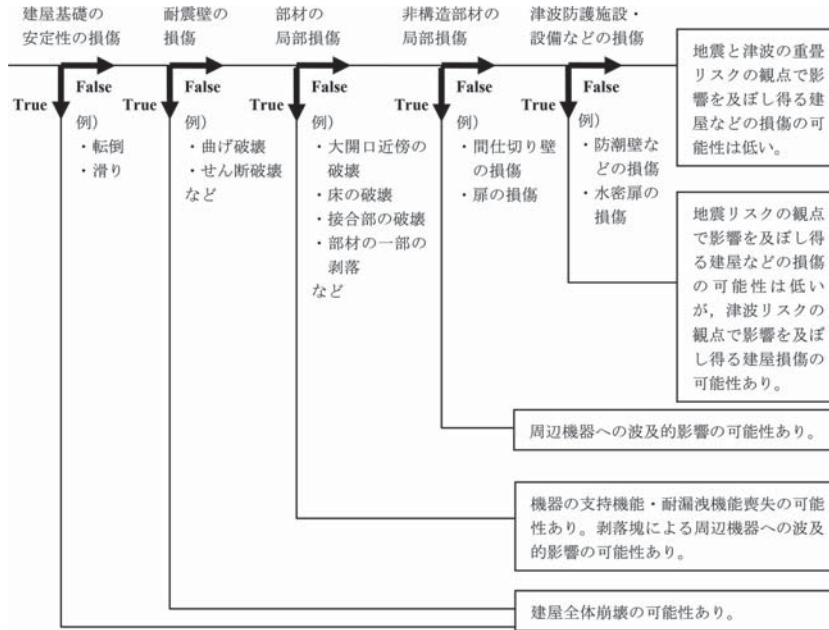 建屋基礎の
安定性の損傷
耐震壁の
損傷
部材の
局部損傷
非構造部材の
局部損傷
津波防護施設・
設備などの損傷
True
False
例)
・転倒
・滑り
True
False
例)
・曲げ破壊
・せん断破壊
など
True
False
例)
・大開口近傍の
破壊
・床の破壊
・接合部の破壊
・部材の一部の
剥落
など
True
False
例)
・間仕切り壁
の損傷
・扉の損傷
True
False
例)
・防潮壁な
どの損傷
・水密扉の
損傷
地震と津波の重畳
リスクの観点で影
響を及ぼし得る建
屋などの損傷の可
能性は低い。
地震リスクの観点
で影響を及ぼし得
る建屋などの損傷
の可能性は低い
が，津波リスクの
観点で影響を及ぼ
し得る建屋損傷の
可能性あり。
周辺機器への波及的影響の可能性あり。
機器の支持機能・耐漏洩機能喪失の可能
性あり。剥落塊による周辺機器への波及
的影響の可能性あり。
建屋全体崩壊の可能性あり。